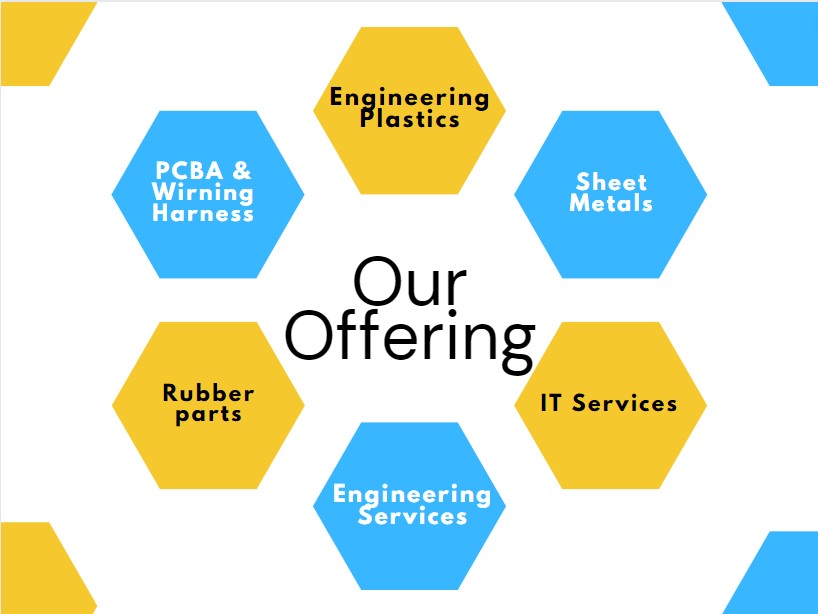 Engineering
Plastics
PCBA &
Wirning
Harness
Sheet
Metals
Our
Offering
Rubber
parts
IT Services
Engineering
Services